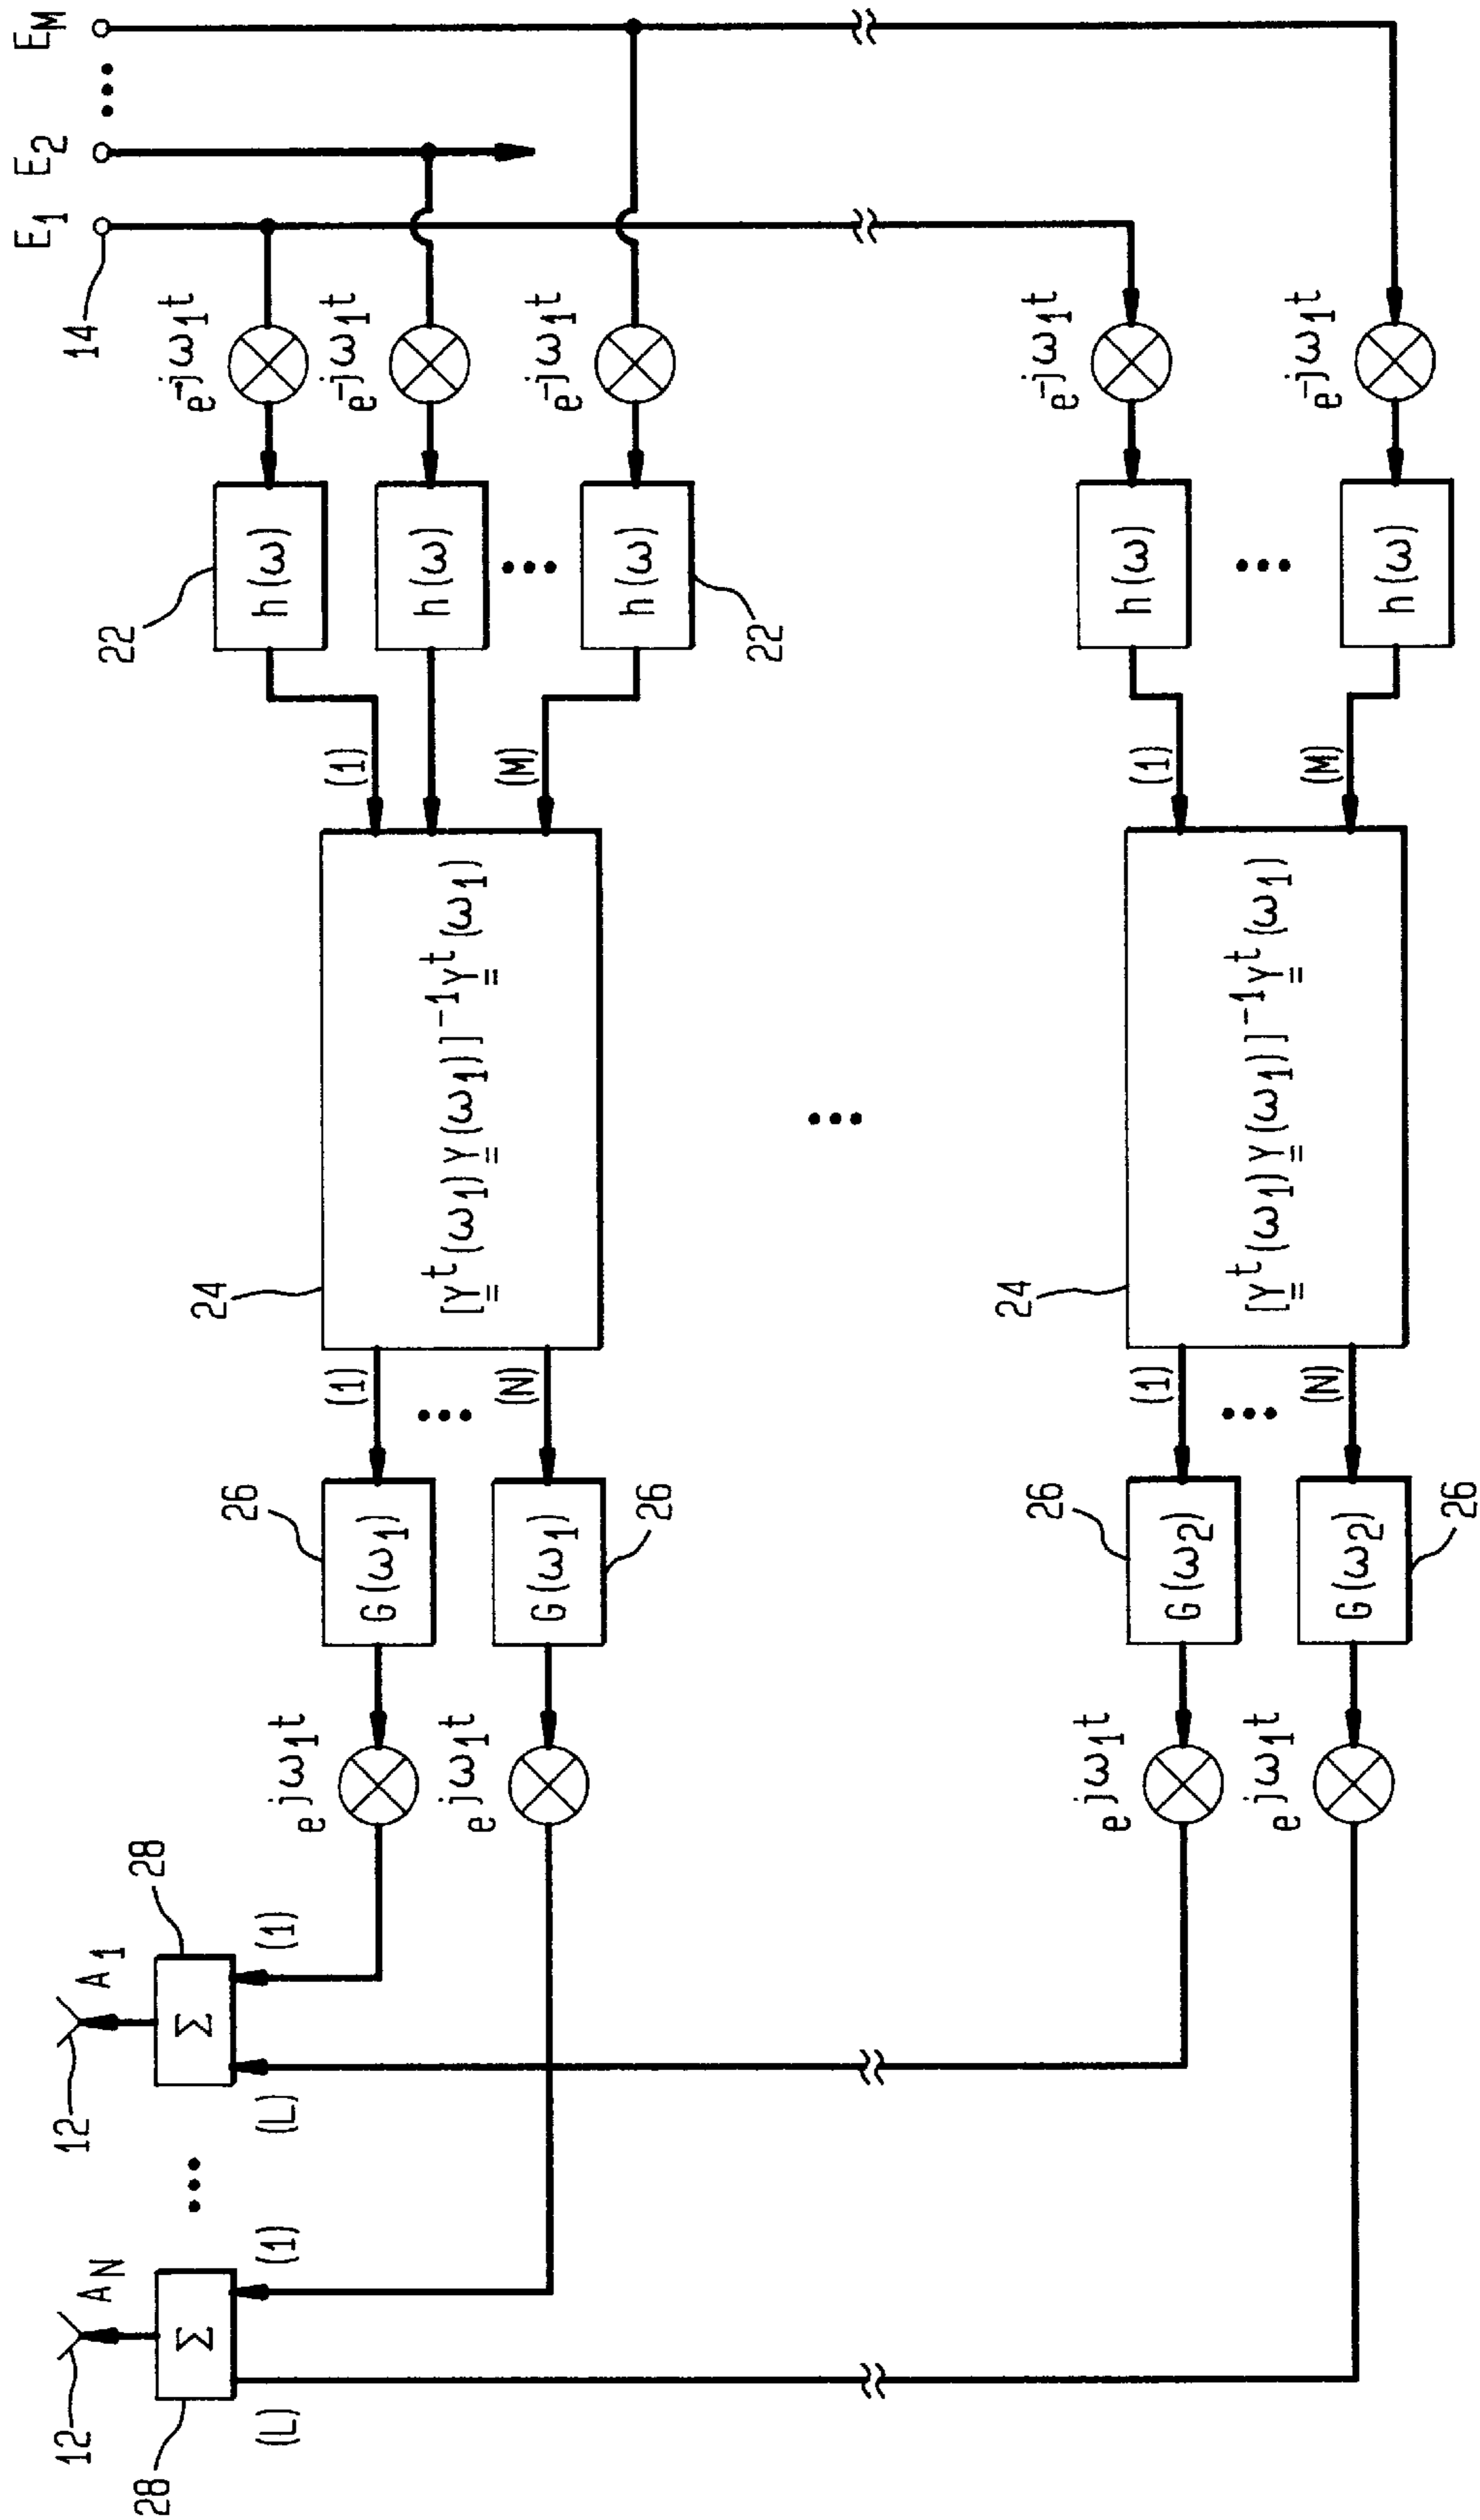 12
A_N
28
Σ
(L)
(1)
12
A_1
28
Σ
(L)
(1)
e^{jω_1t}
e^{jω_1t}
26
G(ω_1)
G(ω_1)
26
(1)
•••
(N)
24
[Y̳^t(ω_1)Y̳(ω_1)]^{-1}Y̳^t(ω_1)
(1)
(M)
22
h(ω)
h(ω)
•••
h(ω)
22
e^{-jω_1t}
e^{-jω_1t}
e^{-jω_1t}
14
E_1
E_2
•••
E_M
e^{jω_1t}
e^{jω_1t}
26
G(ω_2)
G(ω_2)
26
(1)
•••
(N)
24
[Y̳^t(ω_1)Y̳(ω_1)]^{-1}Y̳^t(ω_1)
(1)
(M)
h(ω)
•••
h(ω)
e^{-jω_1t}
e^{-jω_1t}